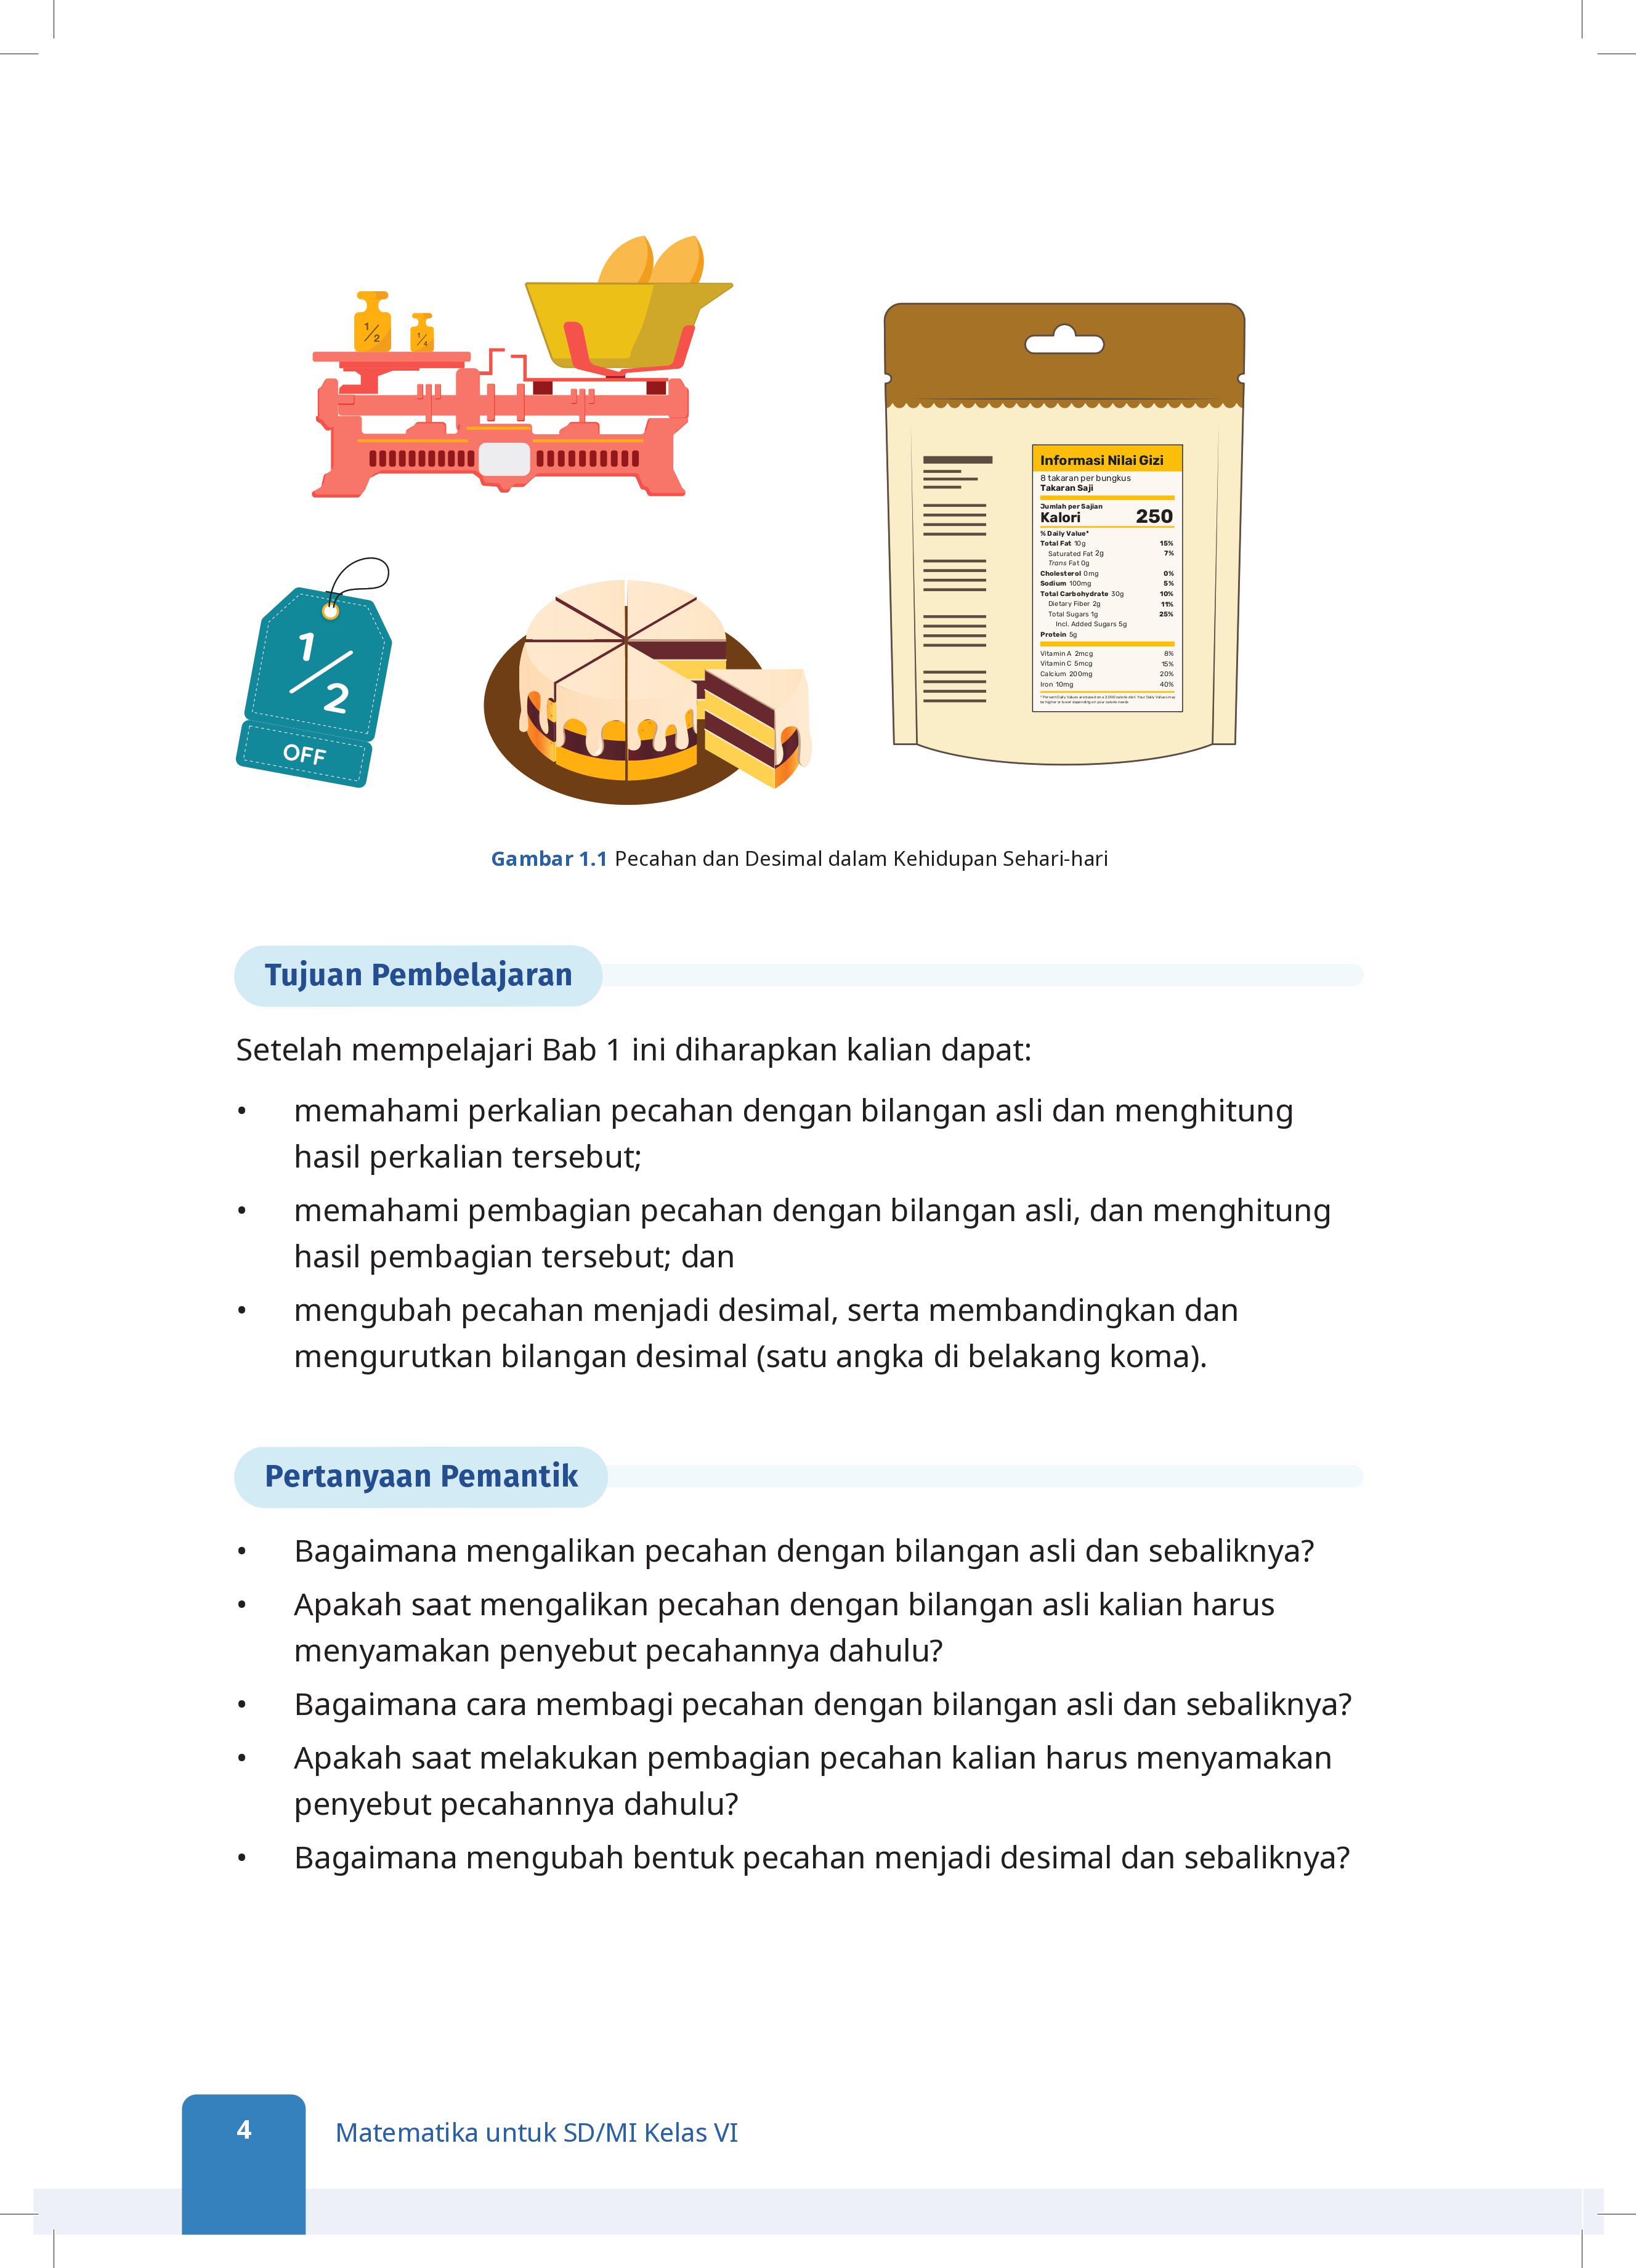 1/2
1/4
Informasi Nilai Gizi
8 takaran per bungkus
Takaran Saji
Jumlah per Sajian
Kalori 250
% Daily Value*
Total Fat 10g 15%
Saturated Fat 2g 7%
Trans Fat 0g
Cholesterol 0mg 0%
Sodium 100mg 5%
Total Carbohydrate 30g 10%
Dietary Fiber 2g 11%
Total Sugars 1g 25%
Incl. Added Sugars 5g
Protein 5g
Vitamin A 2mcg 8%
Vitamin C 5mcg 15%
Calcium 200mg 20%
Iron 10mg 40%
1/2
OFF
Gambar 1.1 Pecahan dan Desimal dalam Kehidupan Sehari-hari
Tujuan Pembelajaran
Setelah mempelajari Bab 1 ini diharapkan kalian dapat:
• memahami perkalian pecahan dengan bilangan asli dan menghitung
hasil perkalian tersebut;
• memahami pembagian pecahan dengan bilangan asli, dan menghitung
hasil pembagian tersebut; dan
• mengubah pecahan menjadi desimal, serta membandingkan dan
mengurutkan bilangan desimal (satu angka di belakang koma).
Pertanyaan Pemantik
• Bagaimana mengalikan pecahan dengan bilangan asli dan sebaliknya?
• Apakah saat mengalikan pecahan dengan bilangan asli kalian harus
menyamakan penyebut pecahannya dahulu?
• Bagaimana cara membagi pecahan dengan bilangan asli dan sebaliknya?
• Apakah saat melakukan pembagian pecahan kalian harus menyamakan
penyebut pecahannya dahulu?
• Bagaimana mengubah bentuk pecahan menjadi desimal dan sebaliknya?
4 Matematika untuk SD/MI Kelas VI